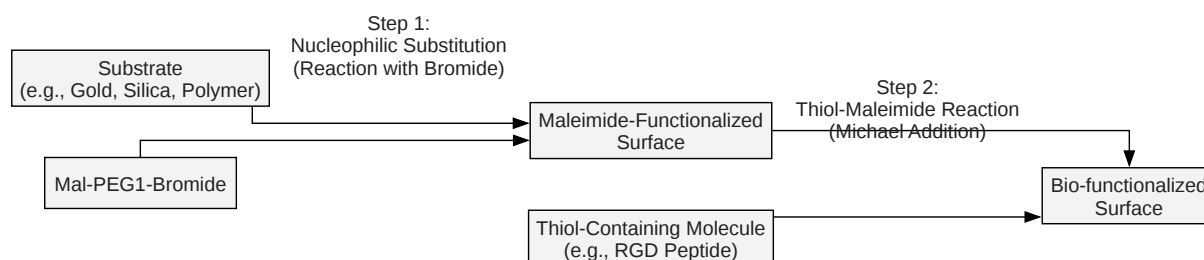 Step 1:
Nucleophilic Substitution
(Reaction with Bromide)
Substrate
(e.g., Gold, Silica, Polymer)
Mal-PEG1-Bromide
Maleimide-Functionalized
Surface
Step 2:
Thiol-Maleimide Reaction
(Michael Addition)
Thiol-Containing Molecule
(e.g., RGD Peptide)
Bio-functionalized
Surface